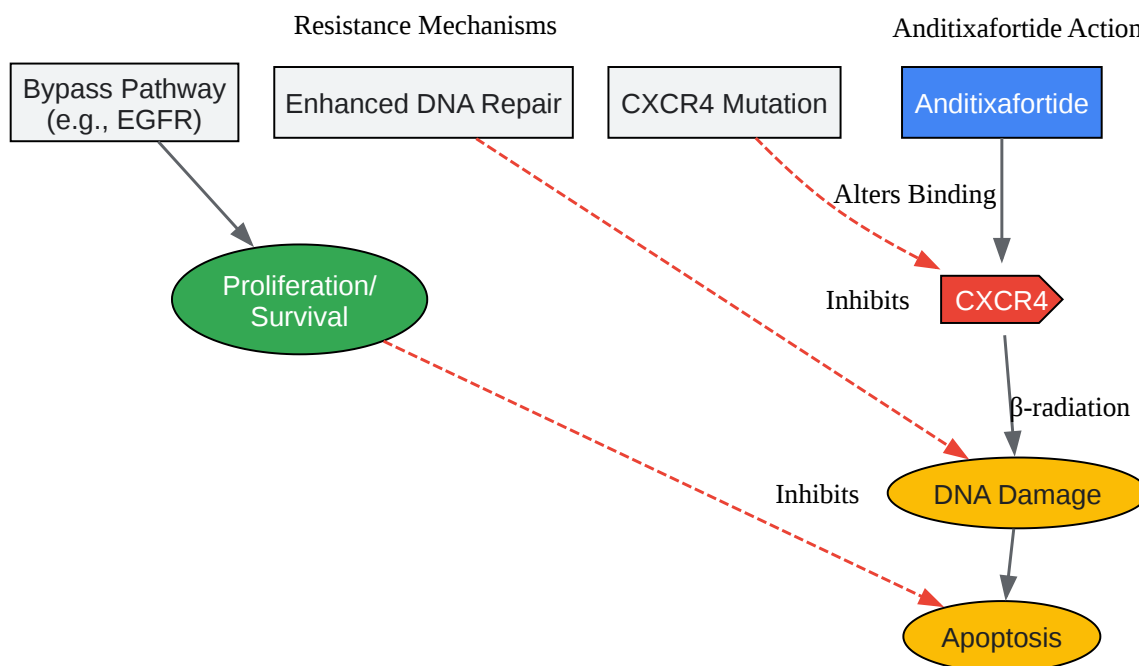 Resistance Mechanisms
Anditixafortide Action
Bypass Pathway
(e.g., EGFR)
Enhanced DNA Repair
CXCR4 Mutation
Anditixafortide
Alters Binding
Proliferation/
Survival
Inhibits
CXCR4
β-radiation
Inhibits
DNA Damage
Apoptosis